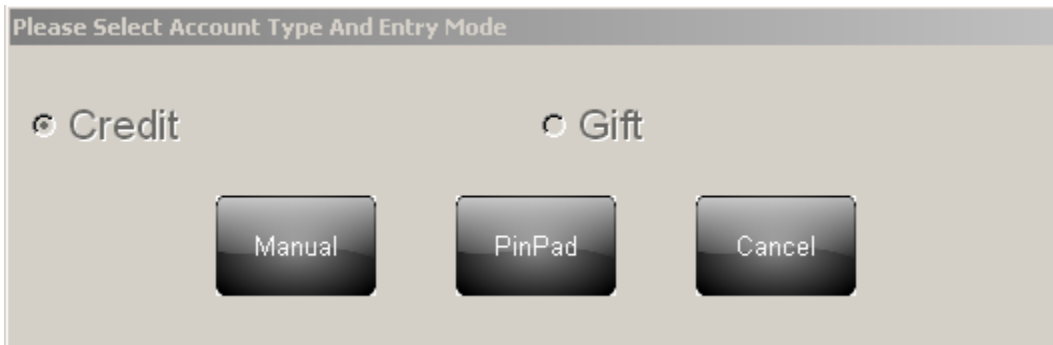 Please Select Account Type And Entry Mode
Credit Gift
Manual PinPad Cancel